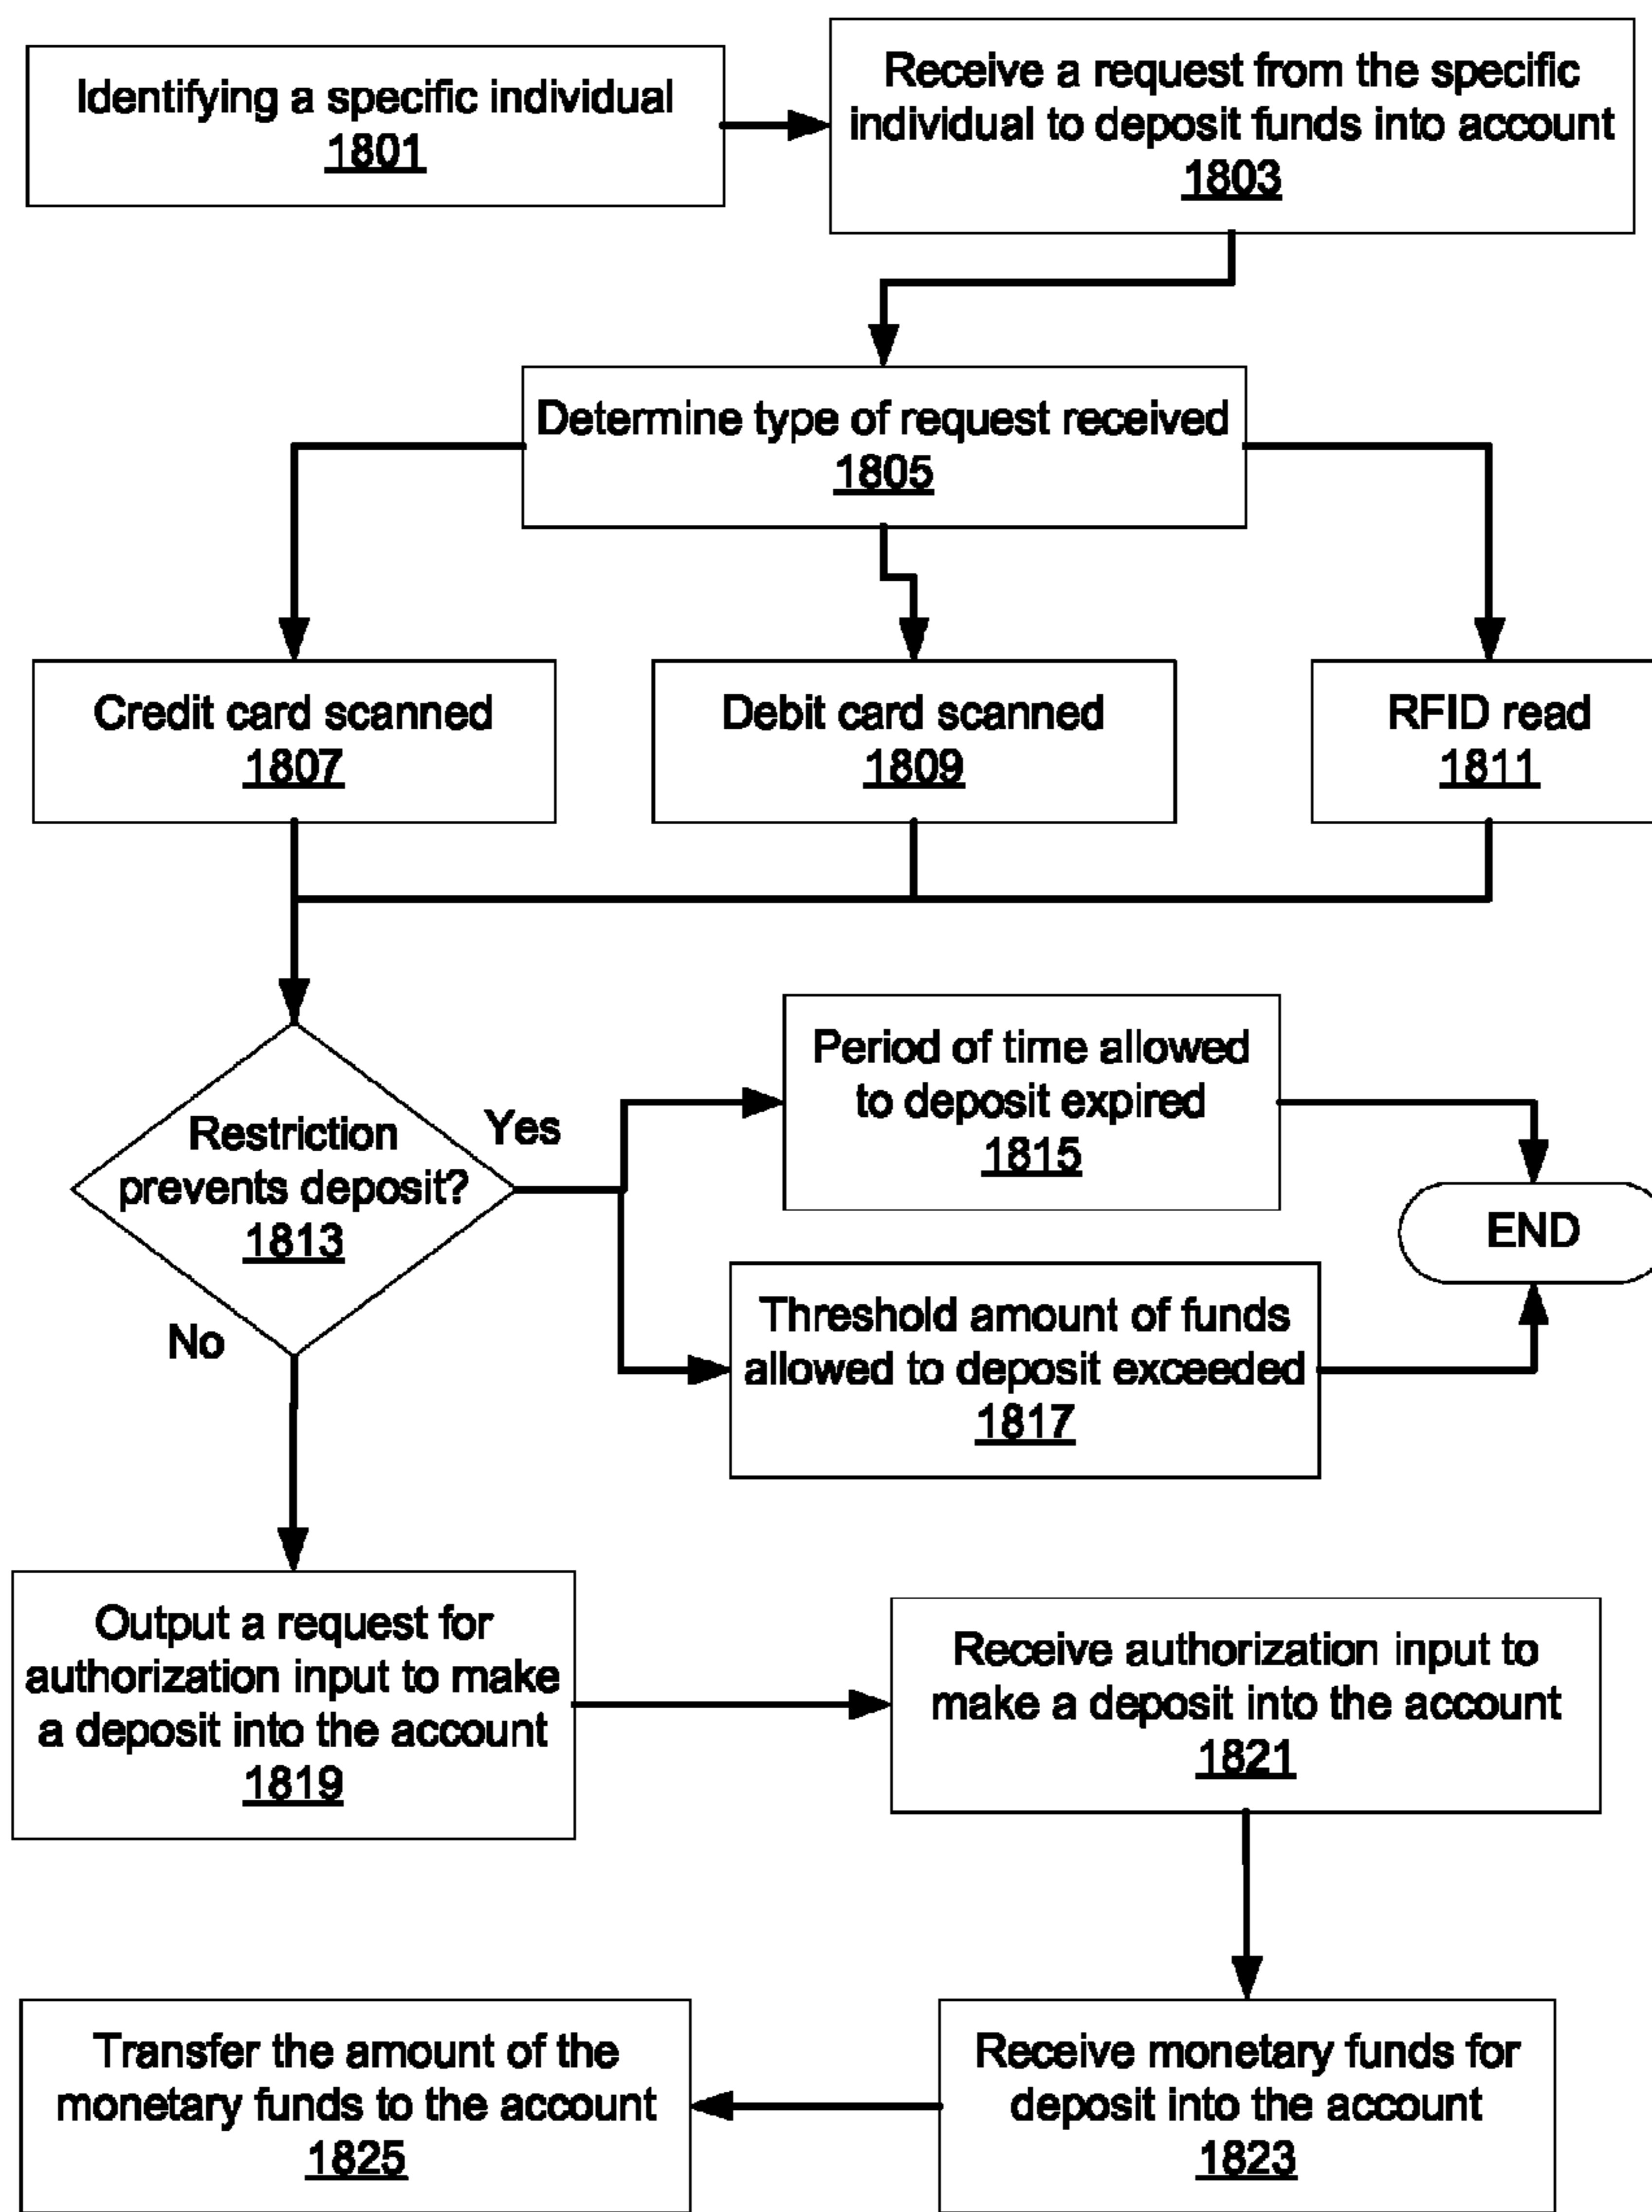 Identifying a specific individual
1801
Receive a request from the specific
individual to deposit funds into account
1803
Determine type of request received
1805
Credit card scanned
1807
Debit card scanned
1809
RFID read
1811
Restriction
prevents deposit?
1813
Yes
No
Period of time allowed
to deposit expired
1815
Threshold amount of funds
allowed to deposit exceeded
1817
END
Output a request for
authorization input to make
a deposit into the account
1819
Receive authorization input to
make a deposit into the account
1821
Receive monetary funds for
deposit into the account
1823
Transfer the amount of the
monetary funds to the account
1825